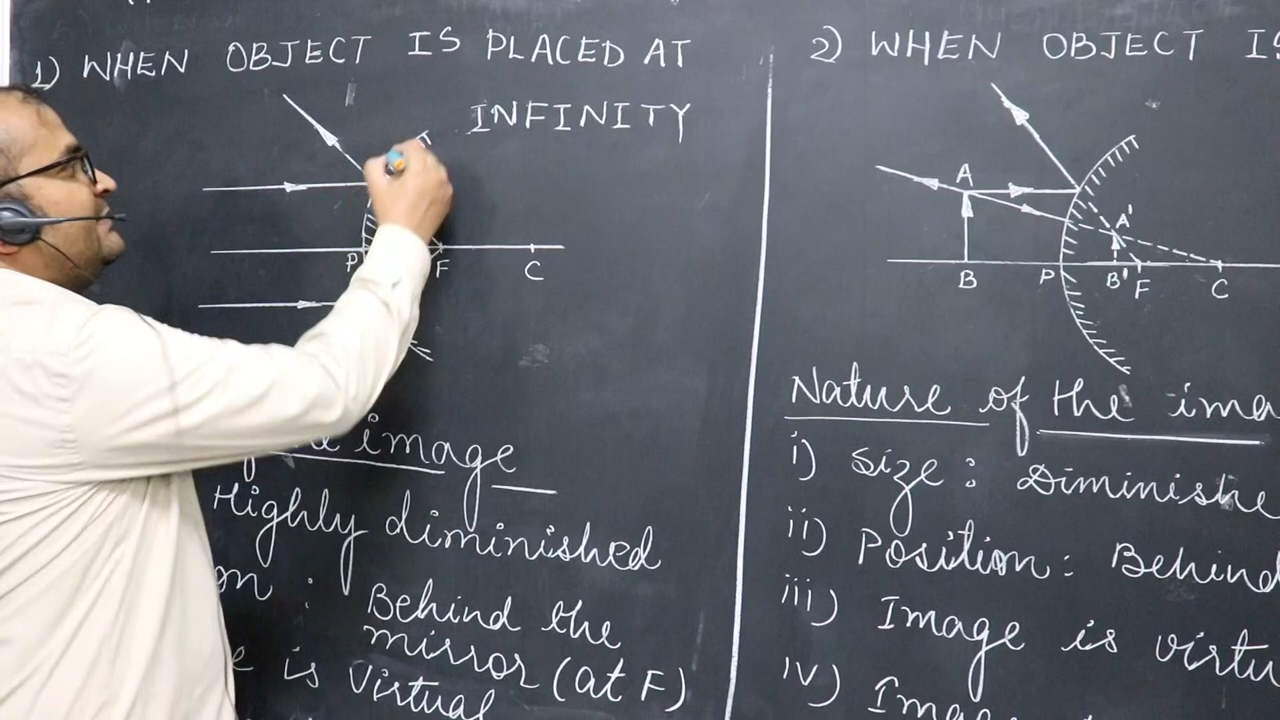 1) WHEN OBJECT IS PLACED AT
INFINITY
P F C
image
Highly diminished
Behind the
mirror (at F)
is Virtual
2) WHEN OBJECT IS
A
A'
B P B' F C
Nature of the ima
i) Size : Diminishe
ii) Position : Behind
iii) Image is virtu
iv) Image